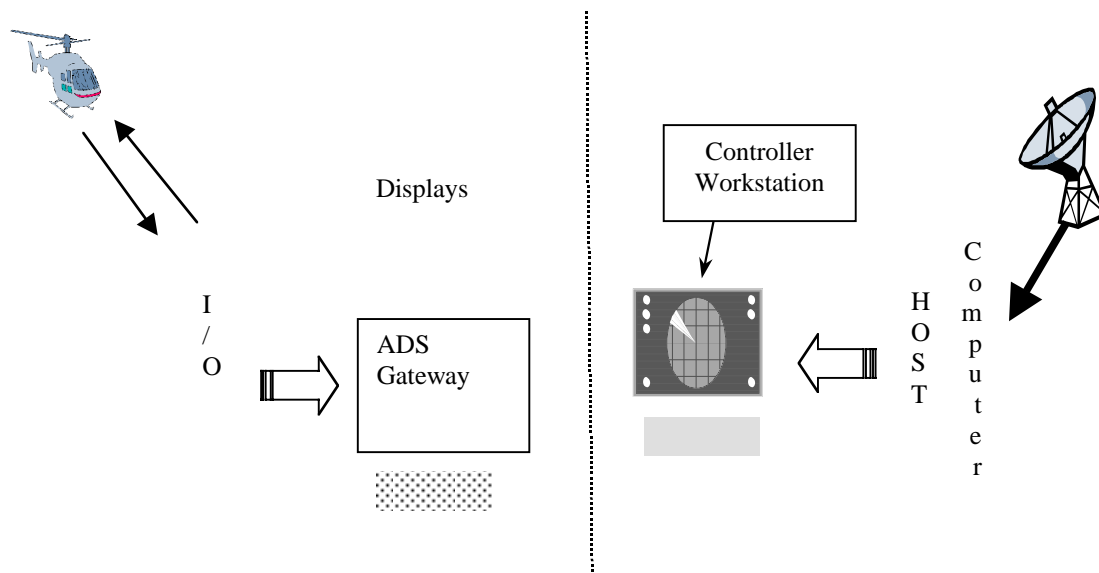 Displays
Controller
Workstation
I
/
O
ADS
Gateway
H
O
S
T
C
o
m
p
u
t
e
r